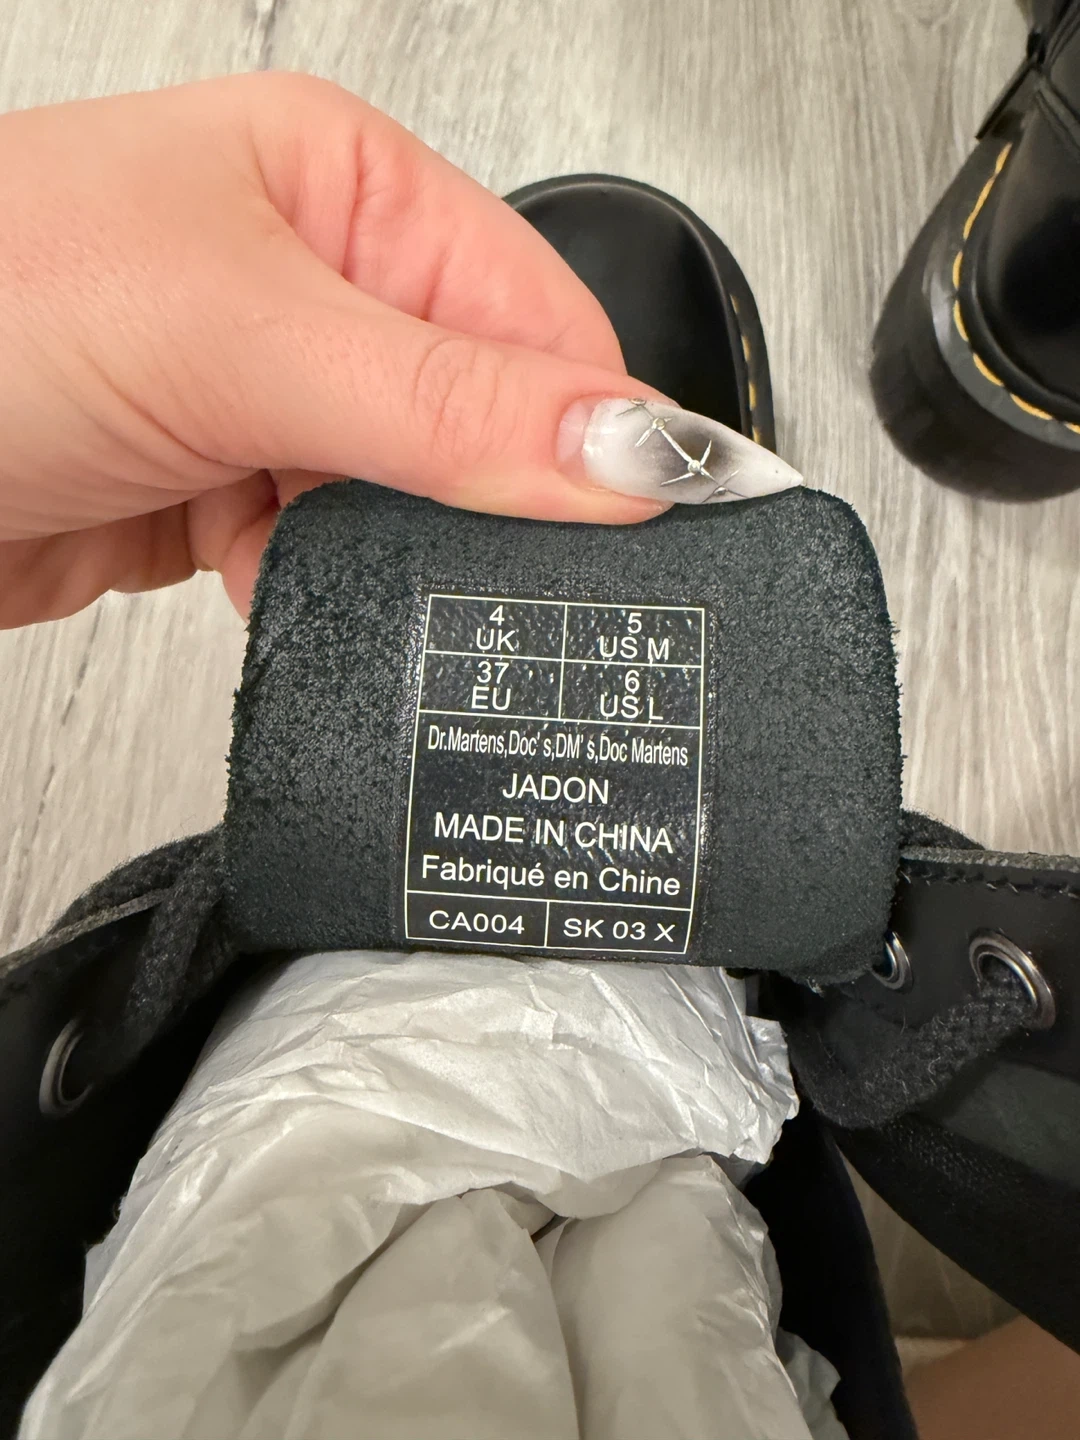 4 5
UK US M
37 6
EU US L
Dr.Martens,Doc's,DM's,Doc Martens
JADON
MADE IN CHINA
Fabriqué en Chine
CA004 SK 03 X